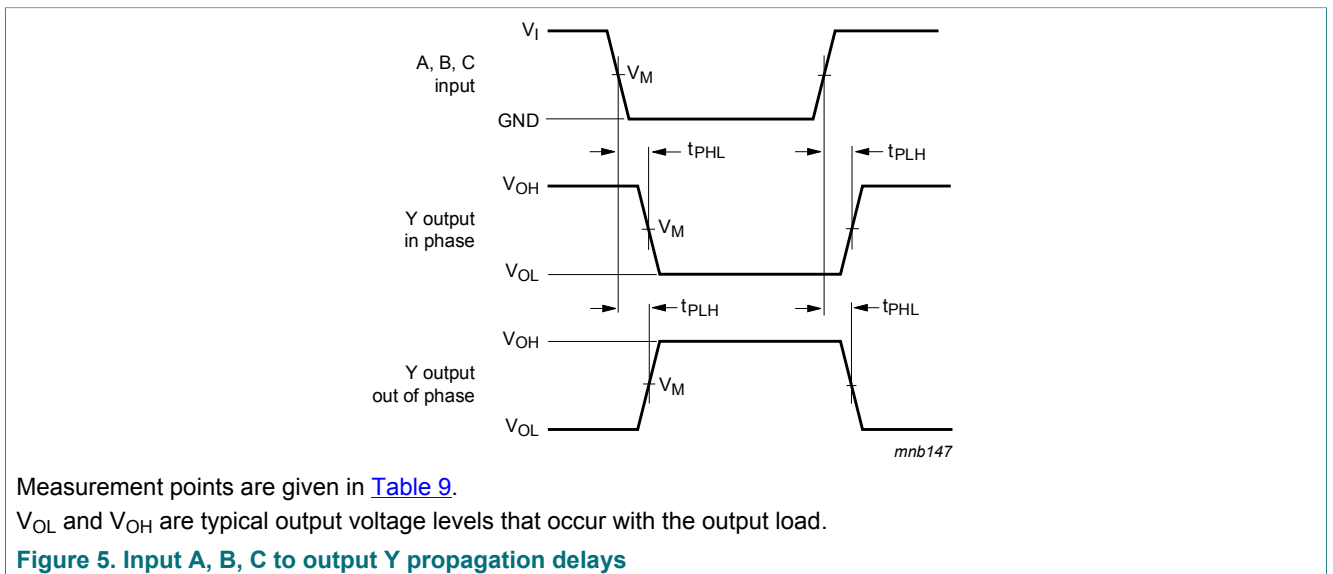 VI
A, B, C
input
VM
GND
tPHL
tPLH
VOH
Y output
in phase
VM
VOL
tPLH
tPHL
VOH
Y output
out of phase
VM
VOL
mnb147
Measurement points are given in Table 9.
VOL and VOH are typical output voltage levels that occur with the output load.
Figure 5. Input A, B, C to output Y propagation delays